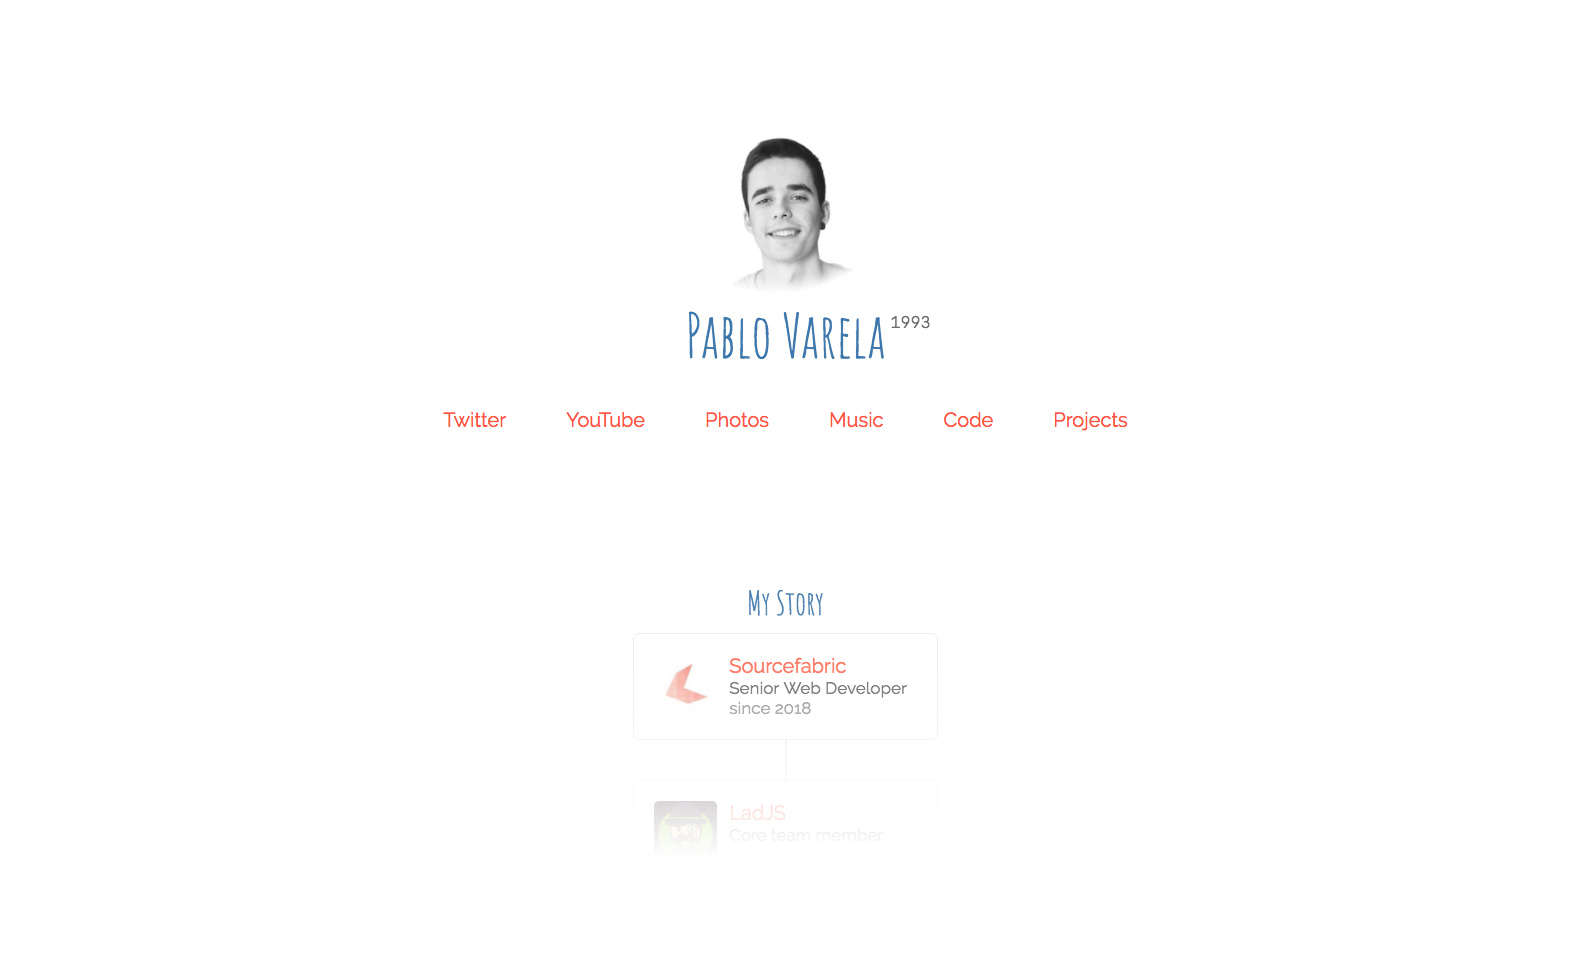 Pablo Varela 1993
Twitter YouTube Photos Music Code Projects
My Story
Sourcefabric
Senior Web Developer
since 2018
LadJS
Core team member